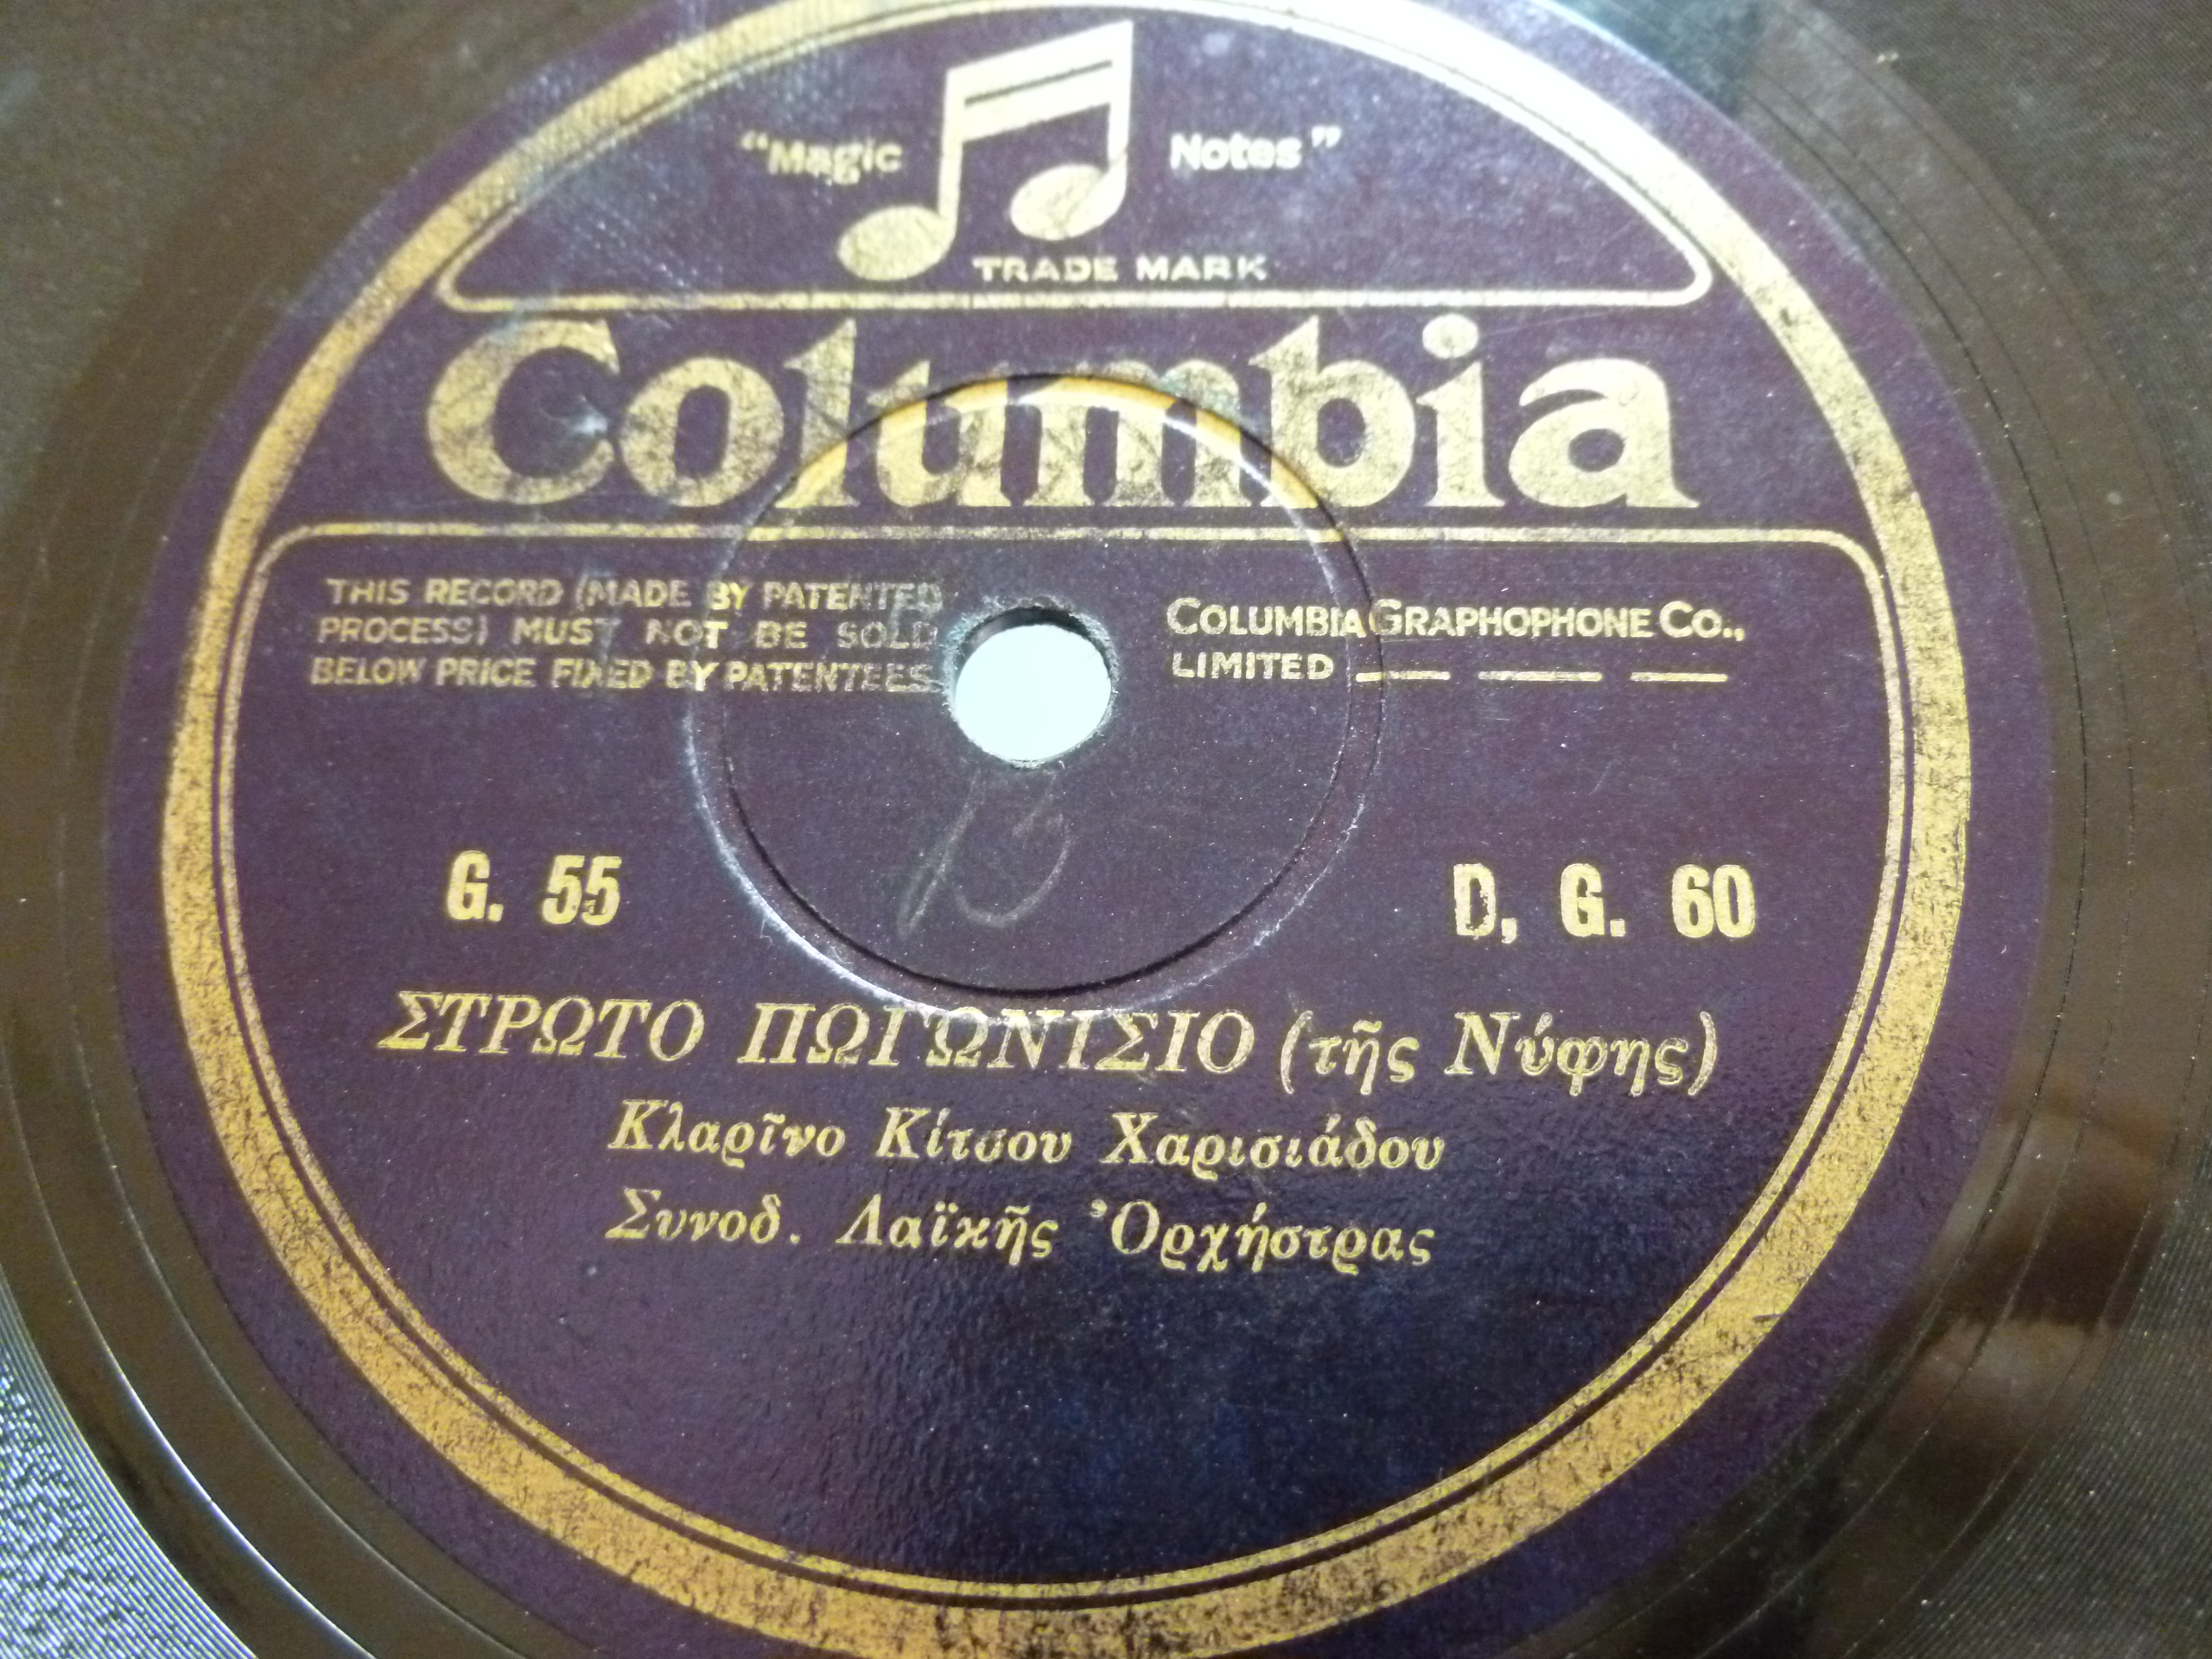 "Magic Notes"
TRADE MARK
Columbia
THIS RECORD (MADE BY PATENTED
PROCESS) MUST NOT BE SOLD
BELOW PRICE FIXED BY PATENTEES
COLUMBIA GRAPHOPHONE CO.,
LIMITED
G. 55
D, G. 60
ΣΤΡΩΤΟ ΠΩΓΩΝΙΣΙΟ (τῆς Νύφης)
Κλαρῖνο Κίτσου Χαρισιάδου
Συνοδ. Λαϊκῆς Ὀρχήστρας